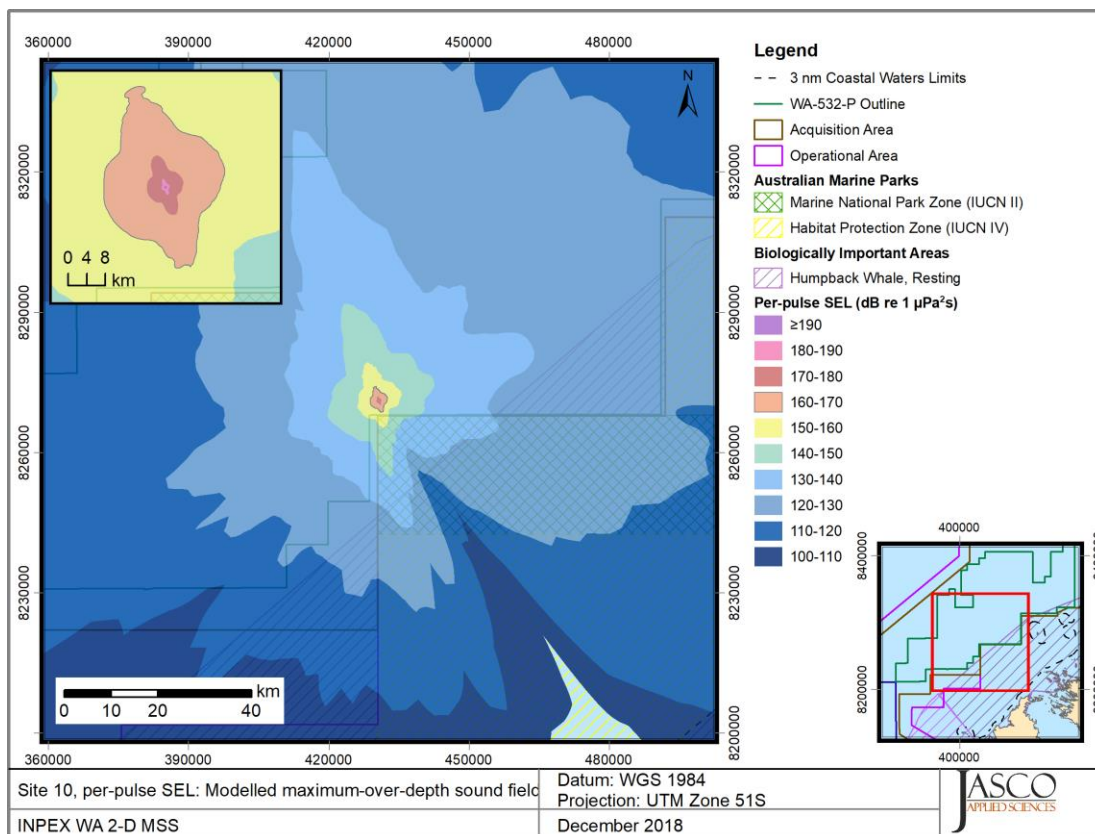 360000 390000 420000 450000 480000
8320000
8290000
8260000
8230000
8200000
N
0 4 8
km
km
0 10 20 40
8320000
8290000
8260000
8230000
8200000
360000 390000 420000 450000 480000
Legend
3 nm Coastal Waters Limits
WA-532-P Outline
Acquisition Area
Operational Area
Australian Marine Parks
Marine National Park Zone (IUCN II)
Habitat Protection Zone (IUCN IV)
Biologically Important Areas
Humpback Whale, Resting
Per-pulse SEL (dB re 1 µPa²s)
≥190
180-190
170-180
160-170
150-160
140-150
130-140
120-130
110-120
100-110
400000
8400000
8200000
400000
Site 10, per-pulse SEL: Modelled maximum-over-depth sound field
INPEX WA 2-D MSS
Datum: WGS 1984
Projection: UTM Zone 51S
December 2018
JASCO
APPLIED SCIENCES